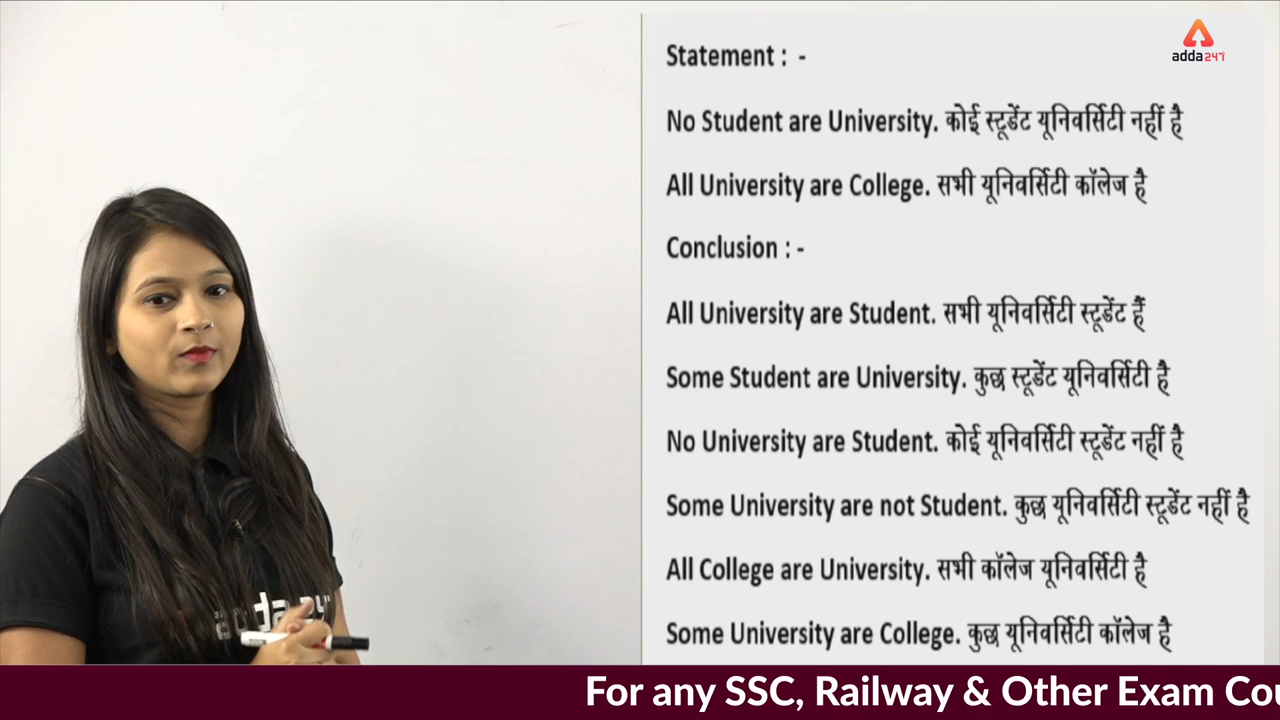 adda247
Statement : -
No Student are University. कोई स्टूडेंट यूनिवर्सिटी नहीं है
All University are College. सभी यूनिवर्सिटी कॉलेज है
Conclusion : -
All University are Student. सभी यूनिवर्सिटी स्टूडेंट हैं
Some Student are University. कुछ स्टूडेंट यूनिवर्सिटी है
No University are Student. कोई यूनिवर्सिटी स्टूडेंट नहीं है
Some University are not Student. कुछ यूनिवर्सिटी स्टूडेंट नहीं है
All College are University. सभी कॉलेज यूनिवर्सिटी है
Some University are College. कुछ यूनिवर्सिटी कॉलेज है
For any SSC, Railway & Other Exam